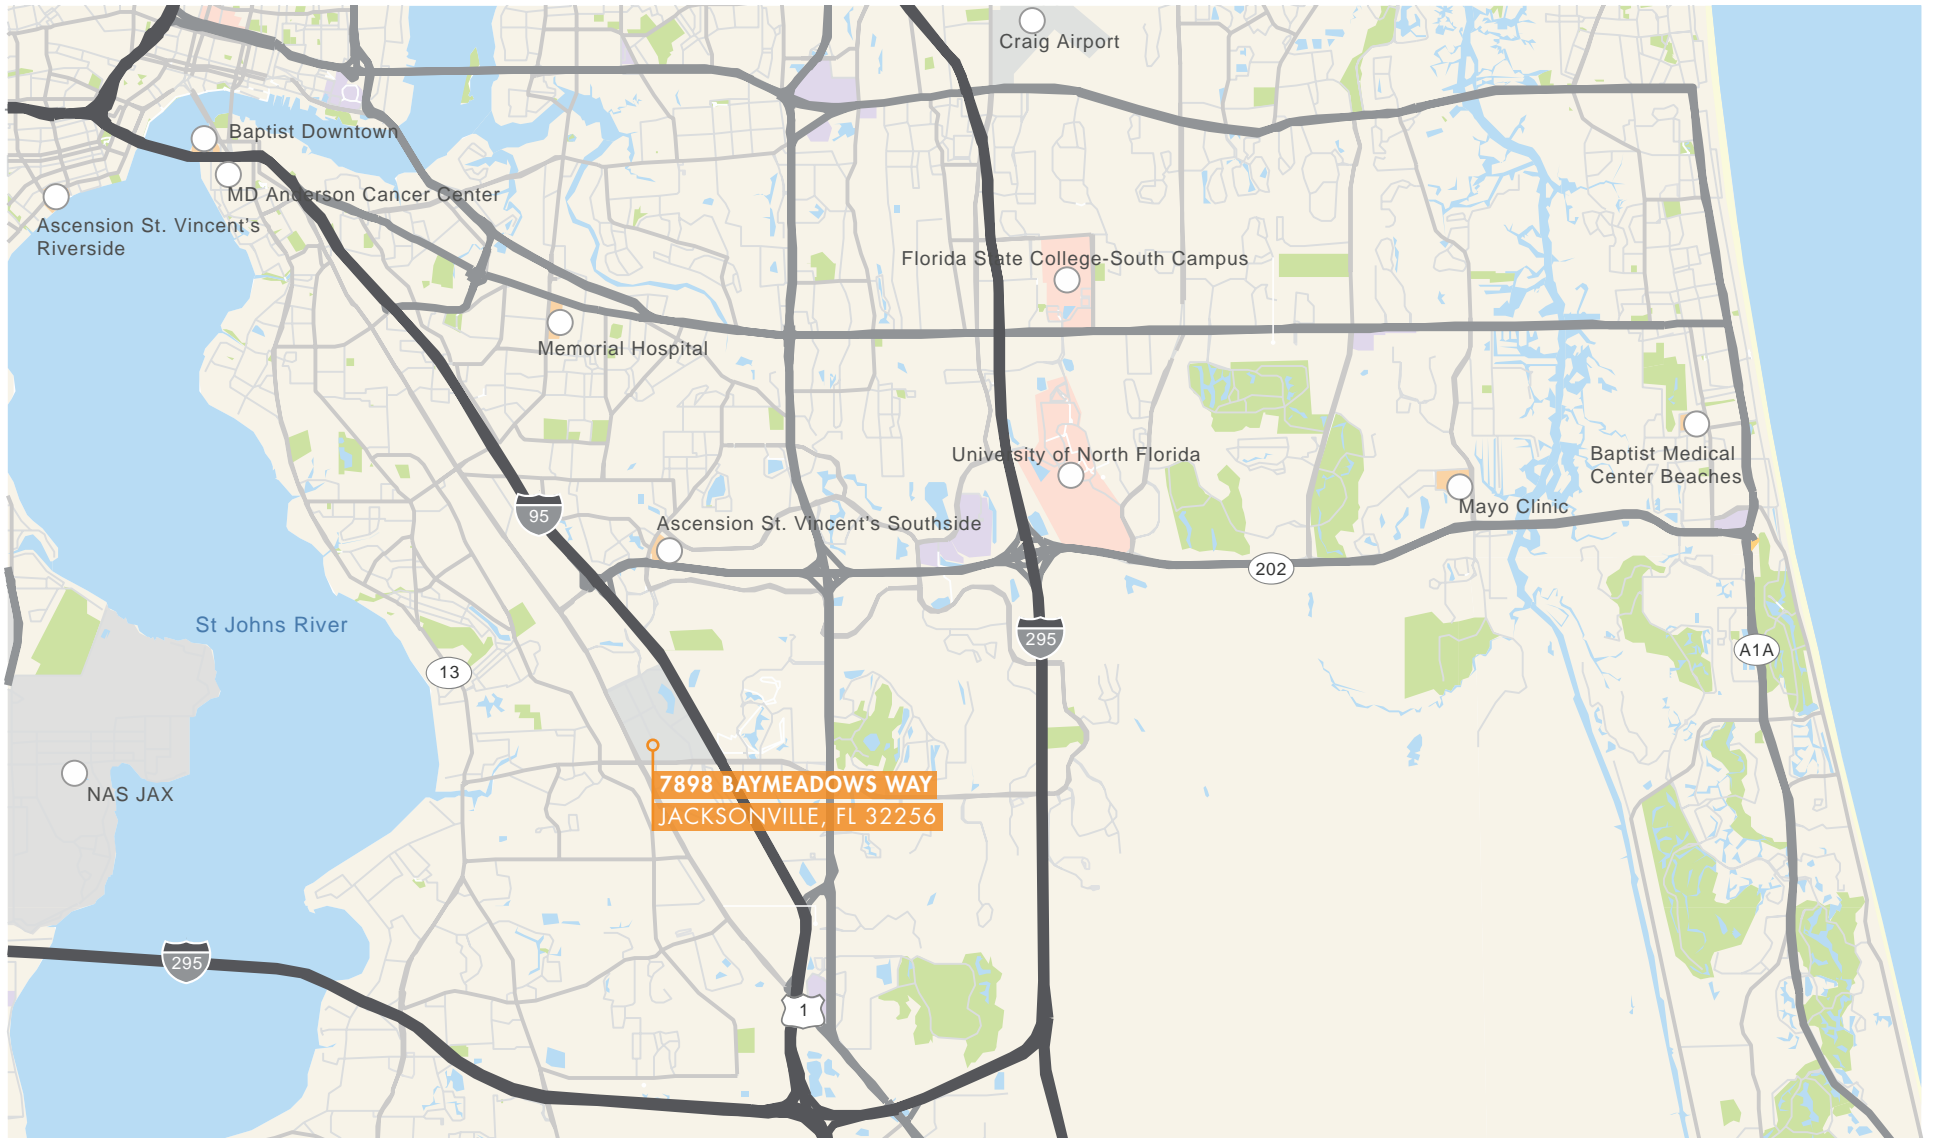 Craig Airport
Baptist Downtown
MD Anderson Cancer Center
Ascension St. Vincent's
Riverside
Florida State College-South Campus
Memorial Hospital
University of North Florida
Baptist Medical
Center Beaches
Mayo Clinic
95
Ascension St. Vincent's Southside
202
St Johns River
295
A1A
13
NAS JAX
7898 BAYMEADOWS WAY
JACKSONVILLE, FL 32256
295
1